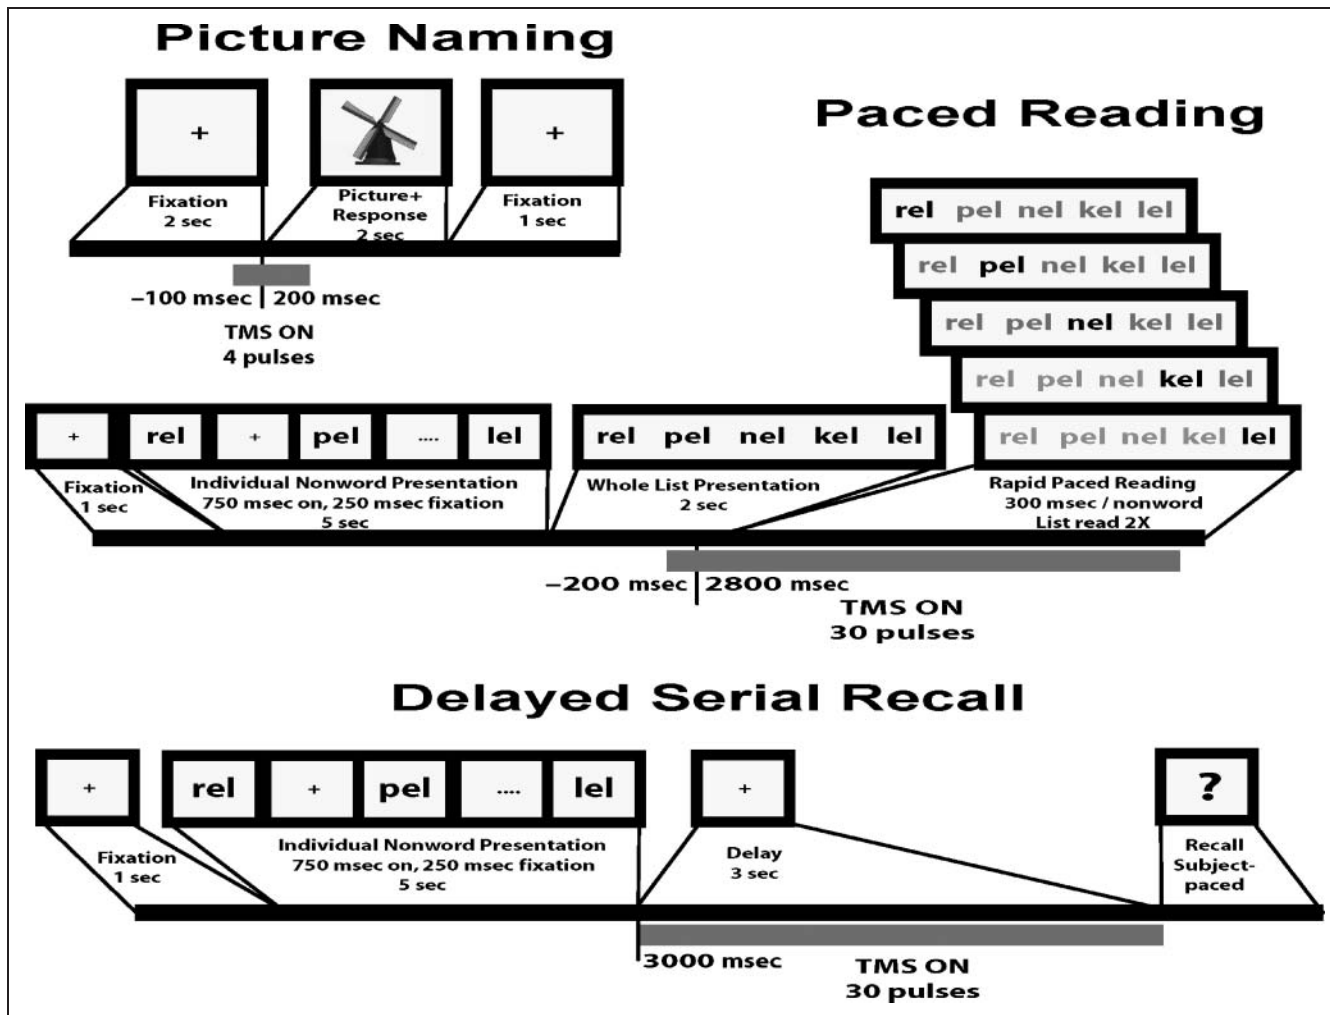 Picture Naming
+
+
Fixation
2 sec
Picture+
Response
2 sec
Fixation
1 sec
−100 msec 200 msec
TMS ON
4 pulses
Paced Reading
rel pel nel kel lel
rel pel nel kel lel
rel pel nel kel lel
rel pel nel kel lel
rel pel nel kel lel
+ rel + pel .... lel
rel pel nel kel lel
Fixation
1 sec
Individual Nonword Presentation
750 msec on, 250 msec fixation
5 sec
Whole List Presentation
2 sec
Rapid Paced Reading
300 msec / nonword
List read 2X
−200 msec 2800 msec
TMS ON
30 pulses
Delayed Serial Recall
+ rel + pel .... lel
+
?
Fixation
1 sec
Individual Nonword Presentation
750 msec on, 250 msec fixation
5 sec
Delay
3 sec
Recall
Subject-
paced
3000 msec
TMS ON
30 pulses